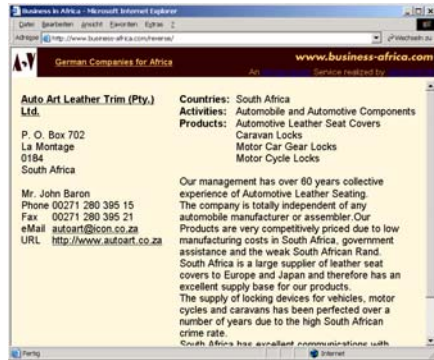 Business in Africa - Microsoft Internet Explorer
Datei Bearbeiten Ansicht Favoriten Extras ?
Adresse http://www.business-africa.com/reverse/ Wechseln zu
German Companies for Africa
www.business-africa.com
An Service realized by
Auto Art Leather Trim (Pty.)
Ltd.
P. O. Box 702
La Montage
0184
South Africa
Mr. John Baron
Phone 00271 280 395 15
Fax 00271 280 395 21
eMail autoart@icon.co.za
URL http://www.autoart.co.za
Countries: South Africa
Activities: Automobile and Automotive Components
Products: Automotive Leather Seat Covers
Caravan Locks
Motor Car Gear Locks
Motor Cycle Locks
Our management has over 60 years collective
experience of Automotive Leather Seating.
The company is totally independent of any
automobile manufacturer or assembler.Our
Products are very competitively priced due to low
manufacturing costs in South Africa, government
assistance and the weak South African Rand.
South Africa is a large supplier of leather seat
covers to Europe and Japan and therefore has an
excellent supply base for our products.
The supply of locking devices for vehicles, motor
cycles and caravans has been perfected over a
number of years due to the high South African
crime rate.
South Africa has excellent communications with
Fertig
Internet